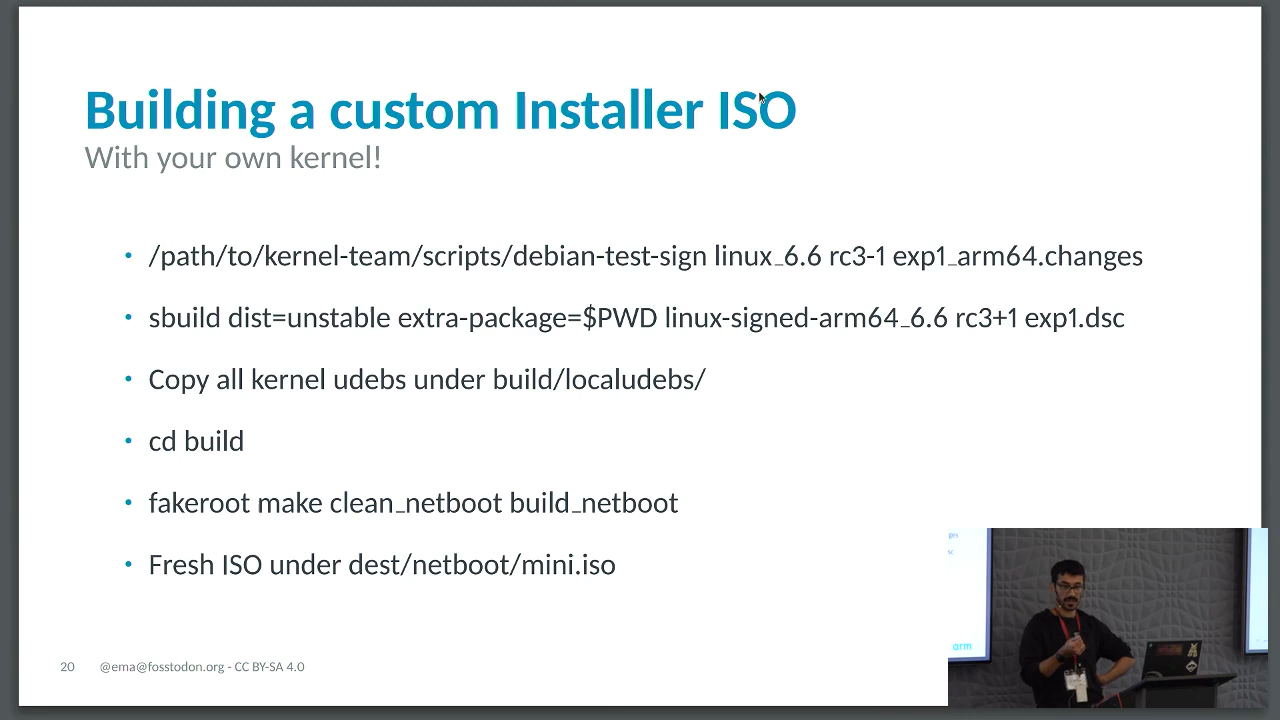 Building a custom Installer ISO
With your own kernel!
• /path/to/kernel-team/scripts/debian-test-sign linux_6.6 rc3-1 exp1_arm64.changes
• sbuild dist=unstable extra-package=$PWD linux-signed-arm64_6.6 rc3+1 exp1.dsc
• Copy all kernel udebs under build/localudebs/
• cd build
• fakeroot make clean_netboot build_netboot
• Fresh ISO under dest/netboot/mini.iso
20 @ema@fosstodon.org - CC BY-SA 4.0
arm